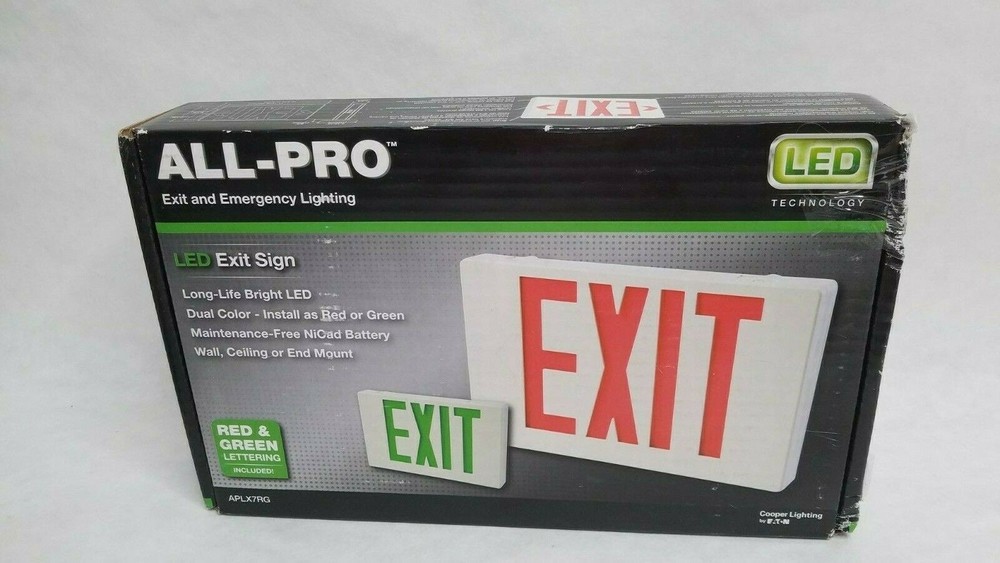 <EXIT>
ALL-PRO™
Exit and Emergency Lighting
LED
TECHNOLOGY
LED Exit Sign
Long-Life Bright LED
Dual Color - Install as Red or Green
Maintenance-Free NiCad Battery
Wall, Ceiling or End Mount
EXIT
EXIT
RED &
GREEN
LETTERING
INCLUDED!
APLX7RG
Cooper Lighting
by EATON